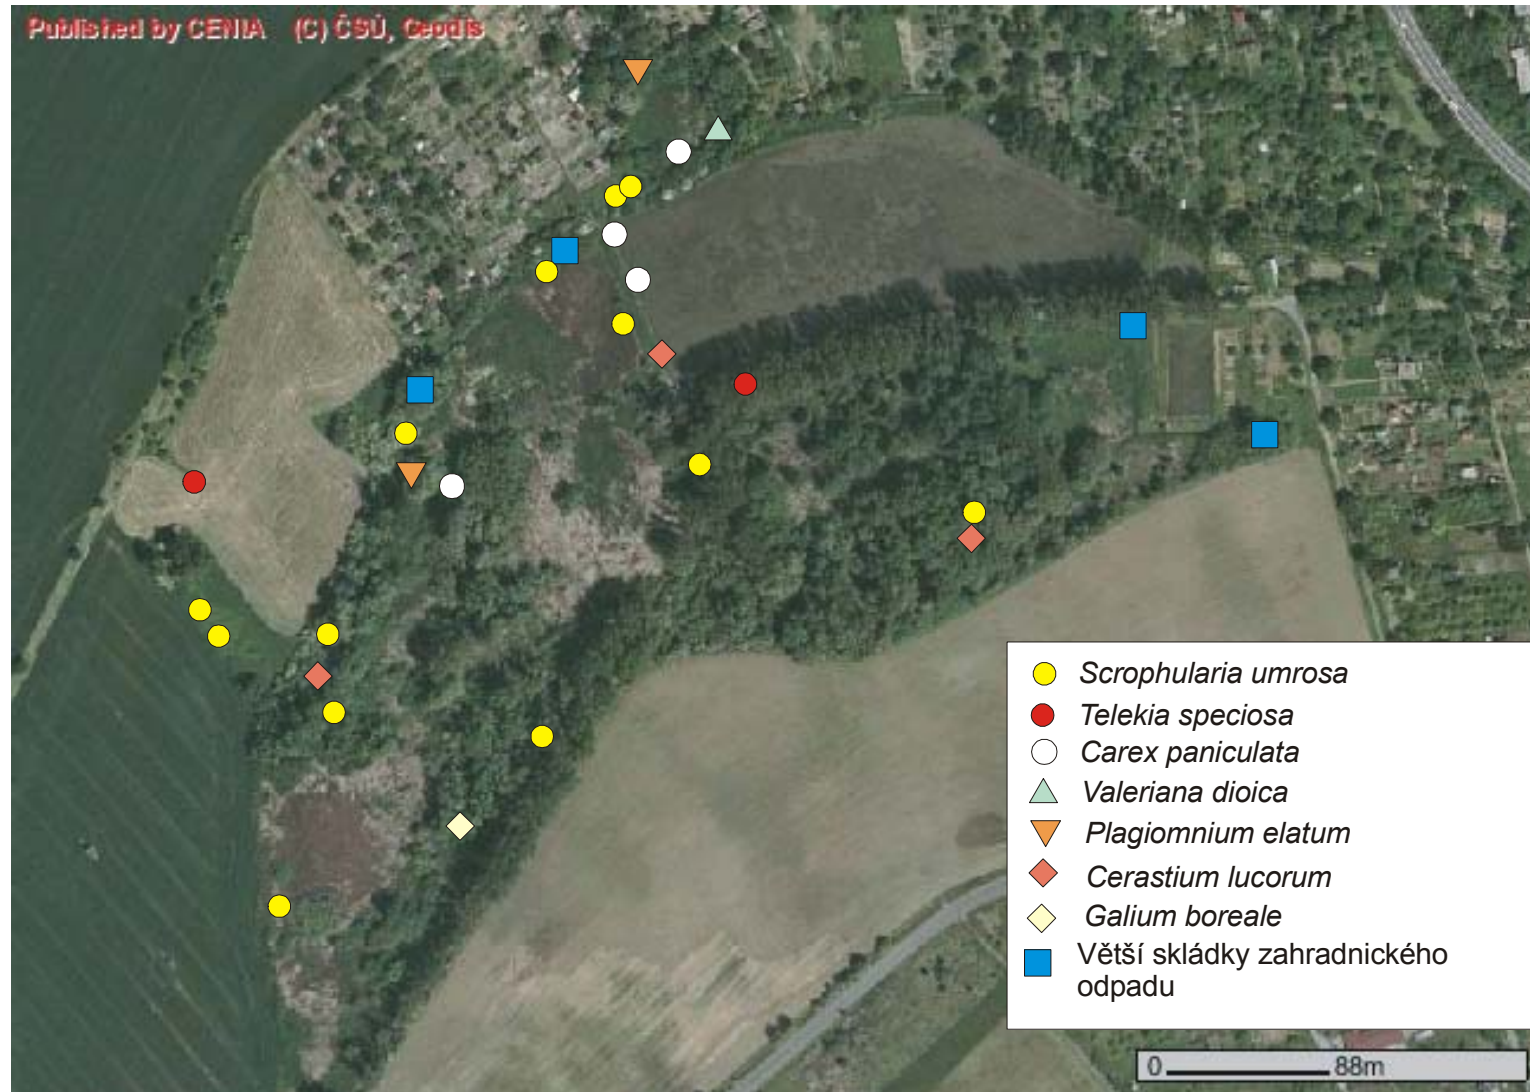 Published by CENIA (C) ČSÚ, Geodis
Scrophularia umrosa
Telekia speciosa
Carex paniculata
Valeriana dioica
Plagiomnium elatum
Cerastium lucorum
Galium boreale
Větší skládky zahradnického
odpadu
0 88m